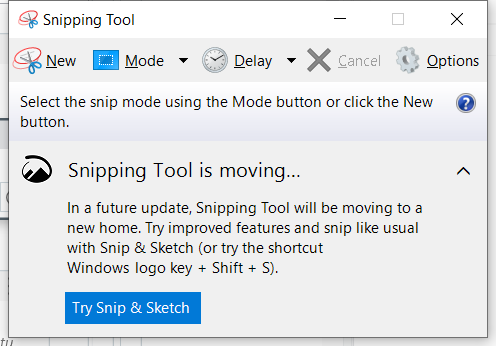 Snipping Tool
New Mode Delay Cancel Options
Select the snip mode using the Mode button or click the New
button.
Snipping Tool is moving...
In a future update, Snipping Tool will be moving to a
new home. Try improved features and snip like usual
with Snip & Sketch (or try the shortcut
Windows logo key + Shift + S).
Try Snip & Sketch